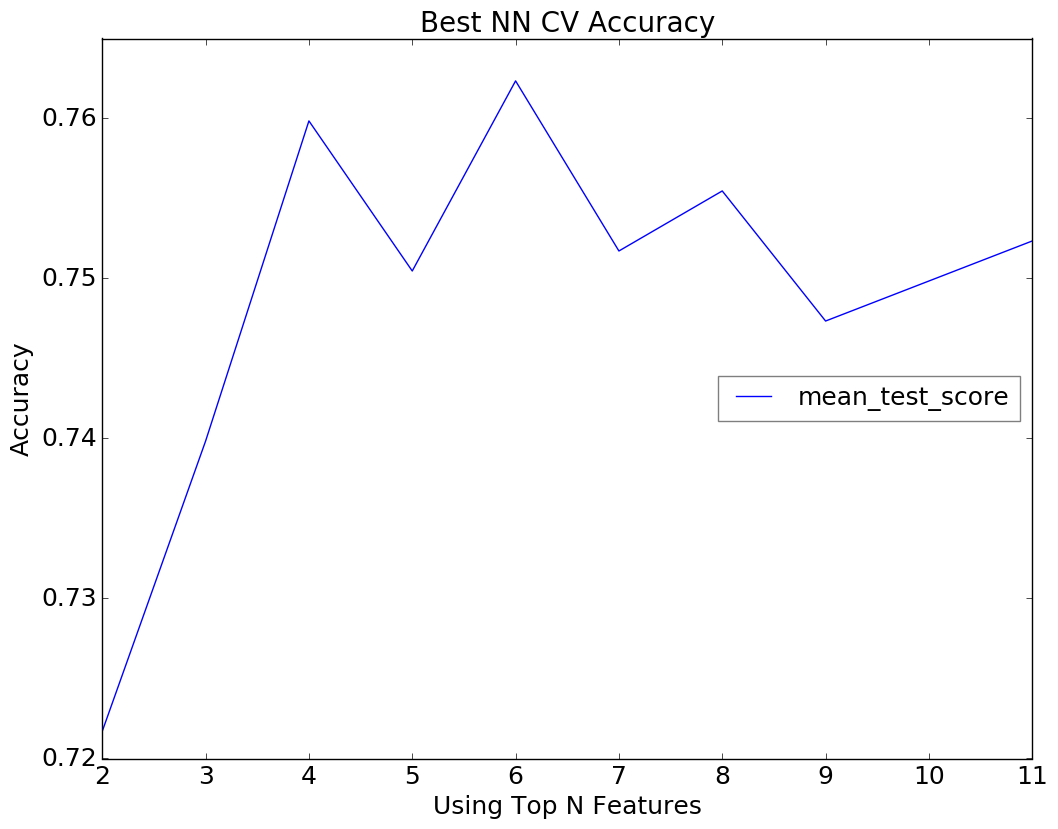 Best NN CV Accuracy
0.76
0.75
0.74
0.73
0.72
Accuracy
mean_test_score
2 3 4 5 6 7 8 9 10 11
Using Top N Features